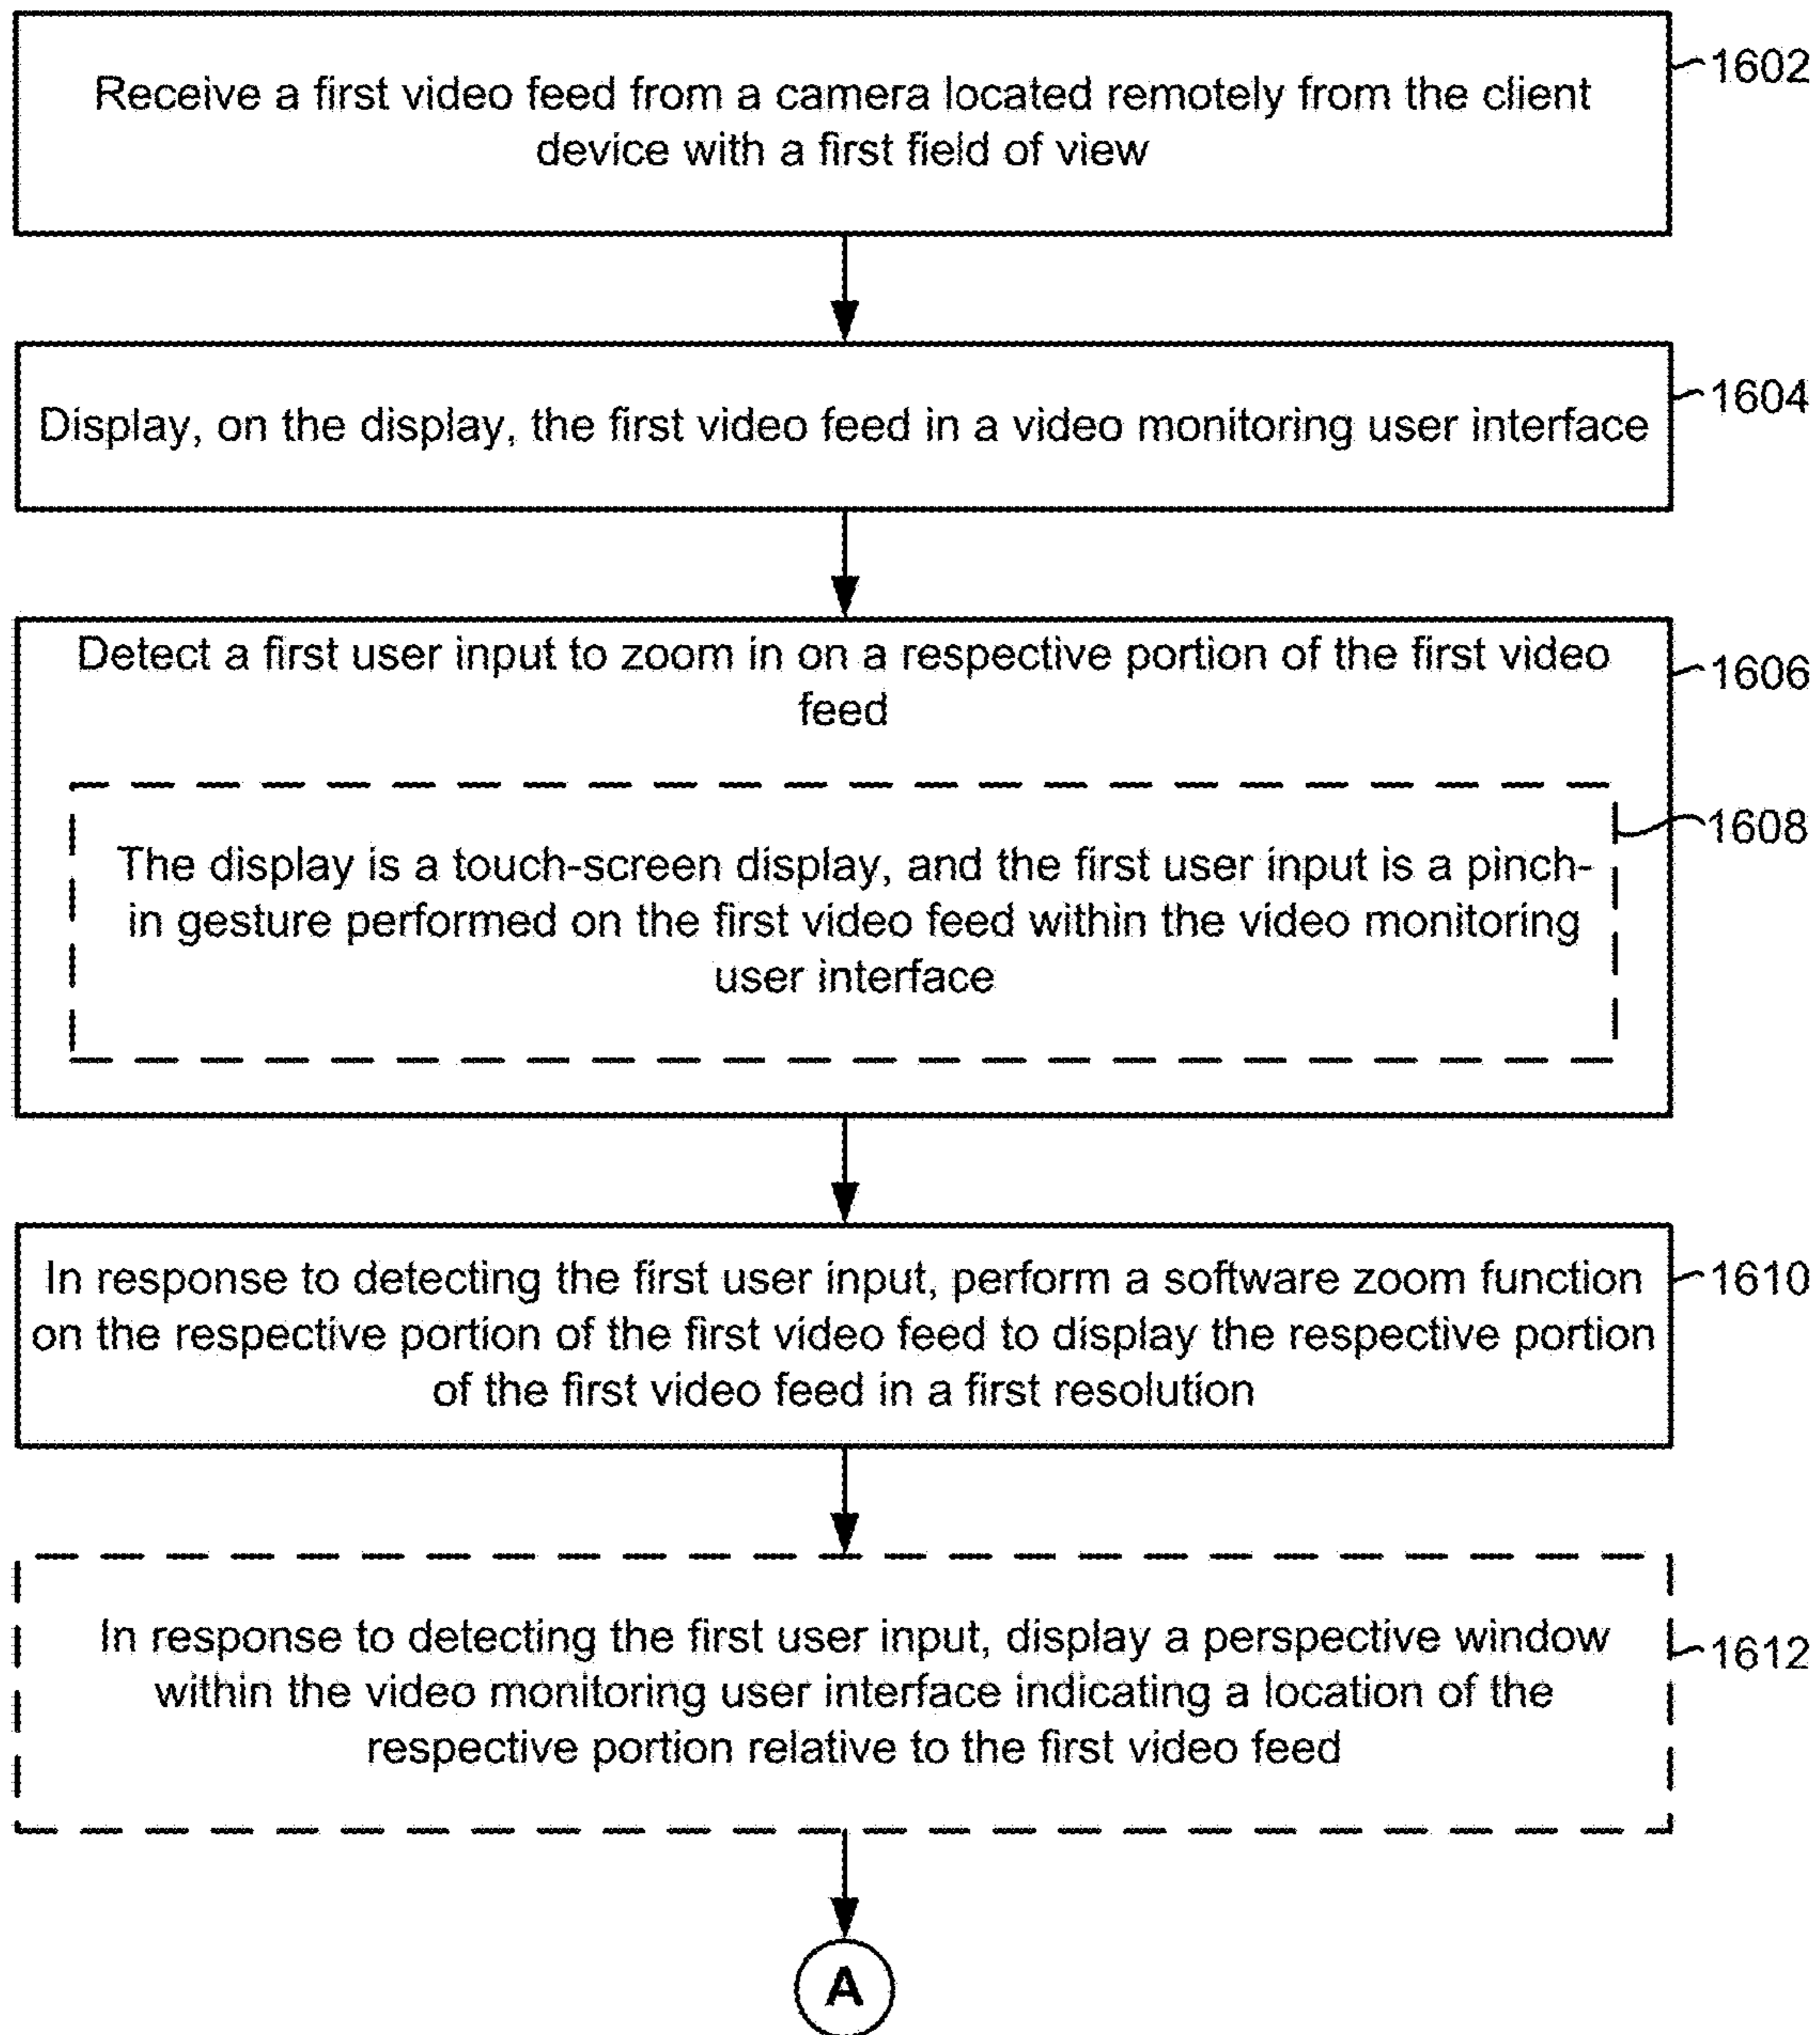 Receive a first video feed from a camera located remotely from the client
device with a first field of view
1602
Display, on the display, the first video feed in a video monitoring user interface
1604
Detect a first user input to zoom in on a respective portion of the first video
feed
1606
The display is a touch-screen display, and the first user input is a pinch-
in gesture performed on the first video feed within the video monitoring
user interface
1608
In response to detecting the first user input, perform a software zoom function
on the respective portion of the first video feed to display the respective portion
of the first video feed in a first resolution
1610
In response to detecting the first user input, display a perspective window
within the video monitoring user interface indicating a location of the
respective portion relative to the first video feed
1612
A